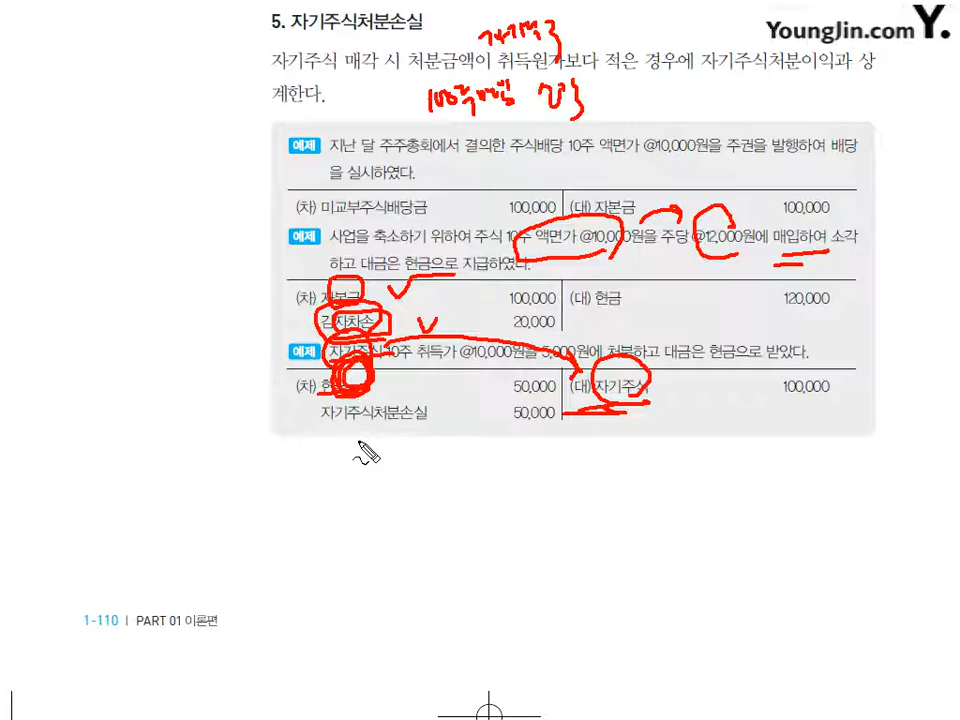 5. 자기주식처분손실
YoungJin.com Y.
자기주식 매각 시 처분금액이 취득원가보다 적은 경우에 자기주식처분이익과 상
계한다.
예제 지난 달 주주총회에서 결의한 주식배당 10주 액면가 @10,000원을 주권을 발행하여 배당
을 실시하였다.
(차) 미교부주식배당금 100,000 (대) 자본금 100,000
예제 사업을 축소하기 위하여 주식 10주 액면가 @10,000원을 주당 @12,000원에 매입하여 소각
하고 대금은 현금으로 지급하였다.
(차) 자본금 100,000 (대) 현금 120,000
감자차손 20,000
예제 자기주식 10주 취득가 @10,000원을 5,000원에 처분하고 대금은 현금으로 받았다.
(차) 현 50,000 (대) 자기주식 100,000
자기주식처분손실 50,000
1-110 | PART 01 이론편